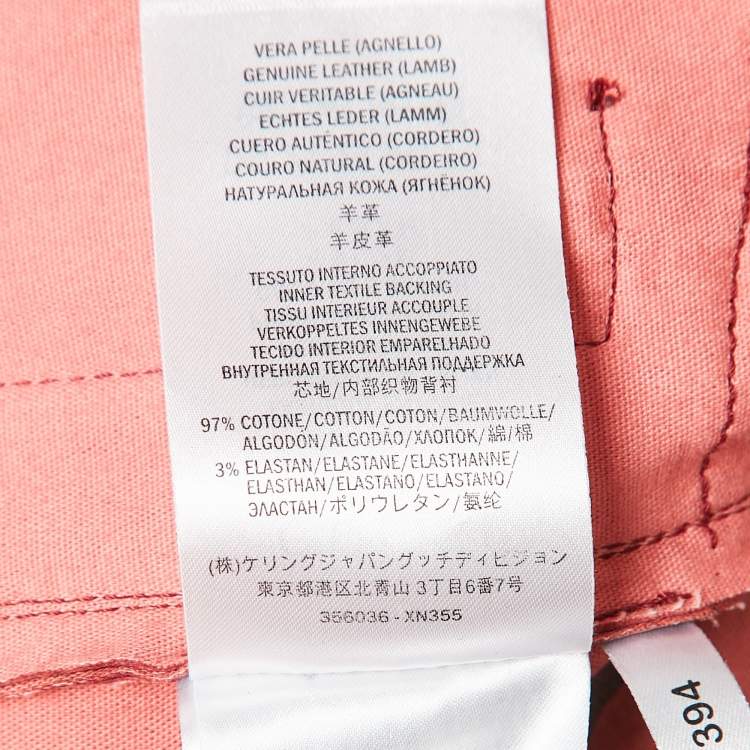 VERA PELLE (AGNELLO)
GENUINE LEATHER (LAMB)
CUIR VERITABLE (AGNEAU)
ECHTES LEDER (LAMM)
CUERO AUTÉNTICO (CORDERO)
COURO NATURAL (CORDEIRO)
НАТУРАЛЬНАЯ КОЖА (ЯГНЁНОК)
羊革
羊皮革
TESSUTO INTERNO ACCOPPIATO
INNER TEXTILE BACKING
TISSU INTERIEUR ACCOUPLE
VERKOPPELTES INNENGEWEBE
TECIDO INTERIOR EMPARELHADO
ВНУТРЕННАЯ ТЕКСТИЛЬНАЯ ПОДДЕРЖКА
芯地/内部织物背衬
97% COTONE/COTTON/COTON/BAUMWOLLE/
ALGODÓN/ALGODÃO/ХЛОПОК/綿/棉
3% ELASTAN/ELASTANE/ELASTHANNE/
ELASTHAN/ELASTANO/ELASTANO/
ЭЛАСТАН/ポリウレタン/氨纶
(株)ケリングジャパングッチディビジョン
東京都港区北青山 3丁目6番7号
356036 - XN355
394